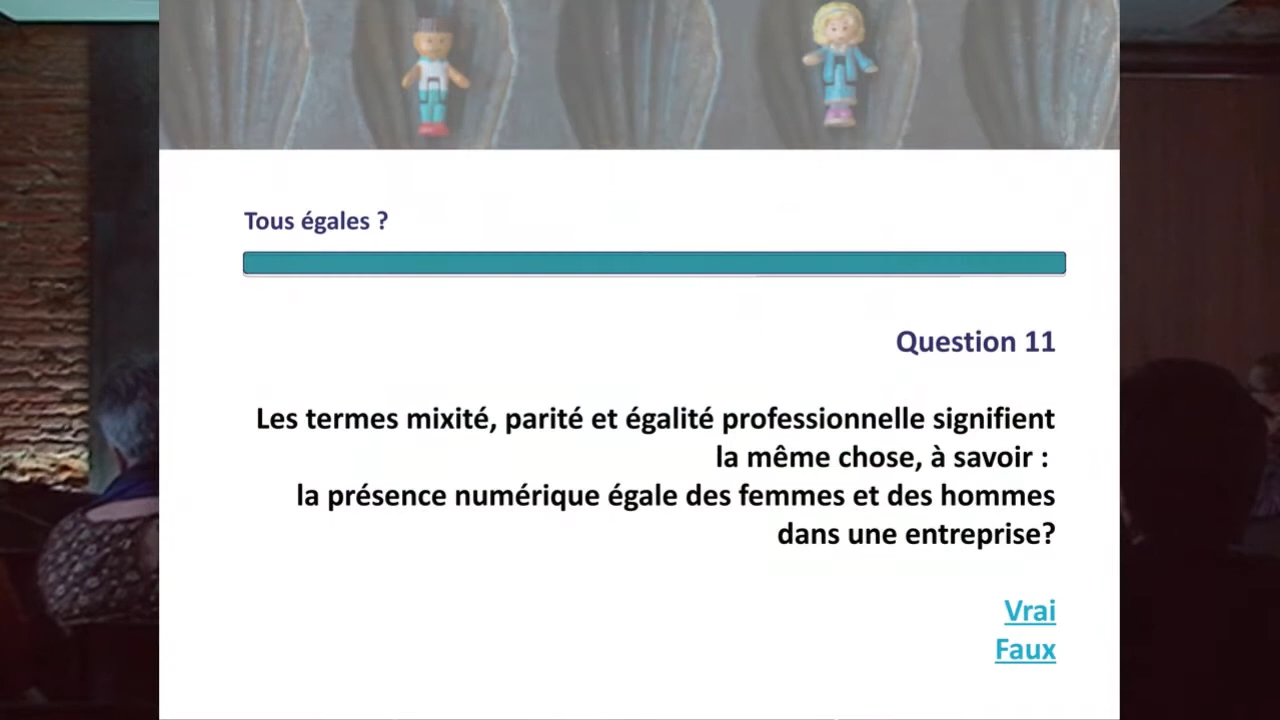 Tous égales ?
Question 11
Les termes mixité, parité et égalité professionnelle signifient
la même chose, à savoir :
la présence numérique égale des femmes et des hommes
dans une entreprise?
Vrai
Faux